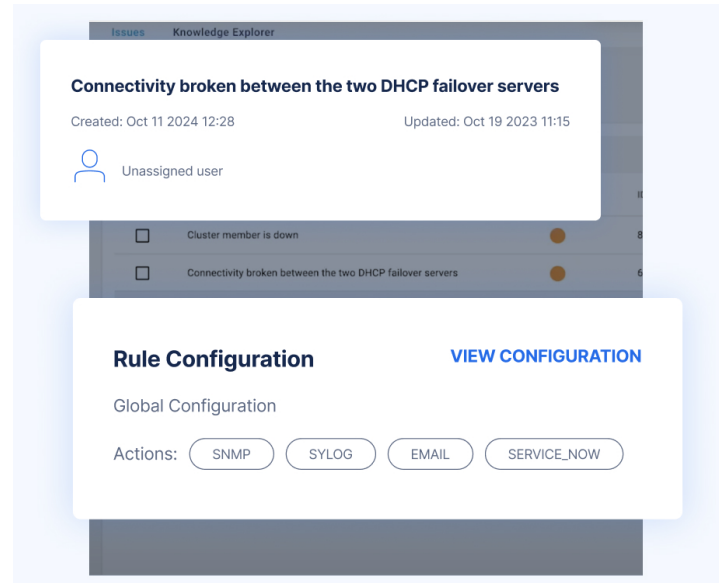 Issues Knowledge Explorer
Connectivity broken between the two DHCP failover servers
Created: Oct 11 2024 12:28 Updated: Oct 19 2023 11:15
Unassigned user
Cluster member is down
Connectivity broken between the two DHCP failover servers
Rule Configuration VIEW CONFIGURATION
Global Configuration
Actions: SNMP SYLOG EMAIL SERVICE_NOW